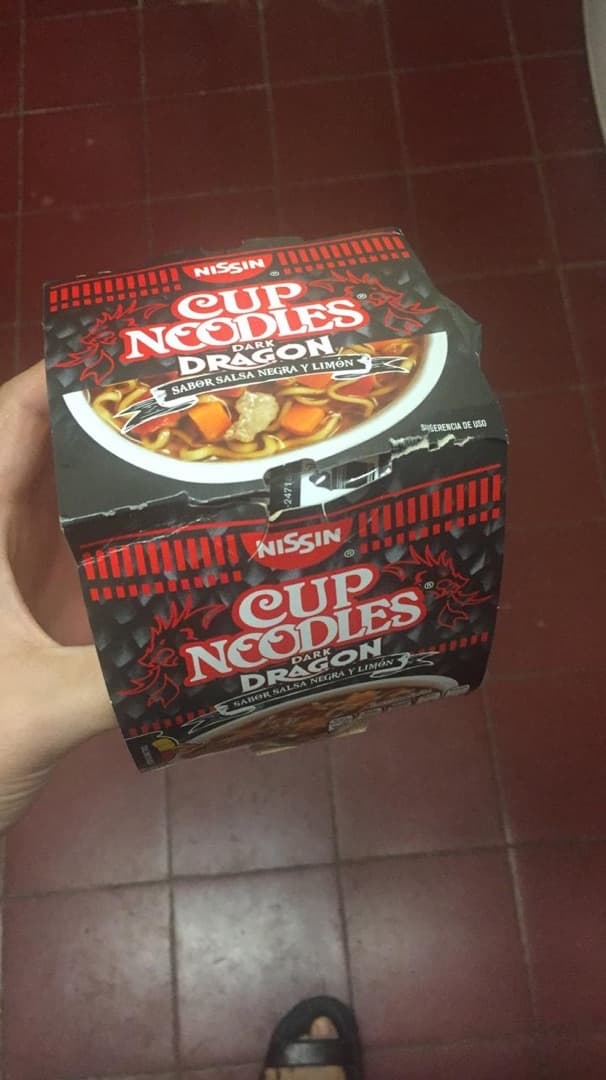 NISSIN
CUP
NOODLES
DARK
DRAGON
SABOR SALSA NEGRA Y LIMÓN
SUGERENCIA DE USO
2471
NISSIN
CUP
NOODLES
DARK
DRAGON
SABOR SALSA NEGRA Y LIMÓN